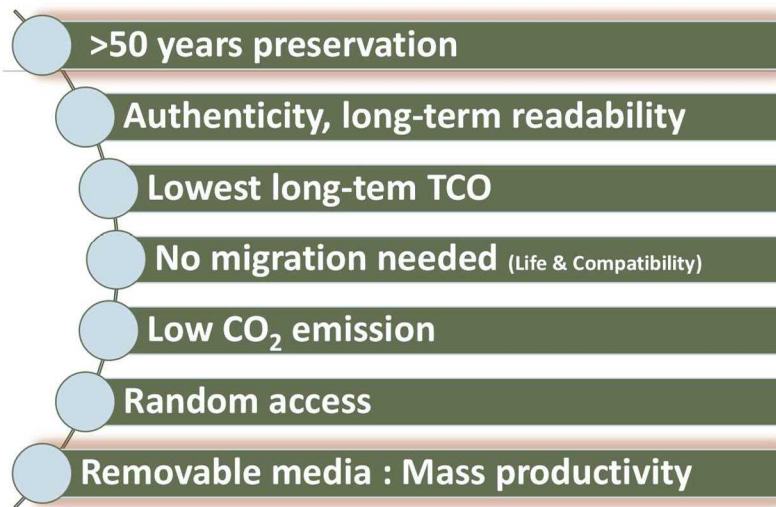 >50 years preservation
Authenticity, long-term readability
Lowest long-tem TCO
No migration needed (Life & Compatibility)
Low CO₂ emission
Random access
Removable media : Mass productivity